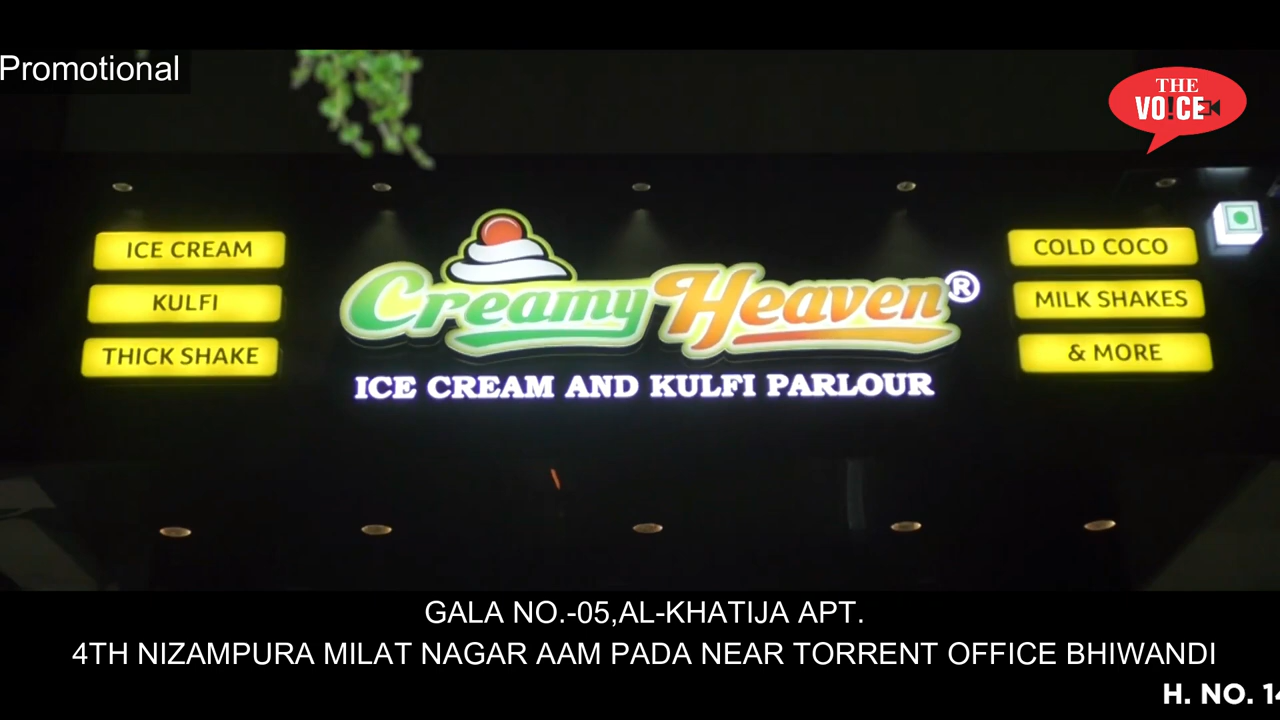 Promotional
THE
VO!CE
ICE CREAM
KULFI
THICK SHAKE
Creamy Heaven®
ICE CREAM AND KULFI PARLOUR
COLD COCO
MILK SHAKES
& MORE
GALA NO.-05,AL-KHATIJA APT.
4TH NIZAMPURA MILAT NAGAR AAM PADA NEAR TORRENT OFFICE BHIWANDI
H. NO.